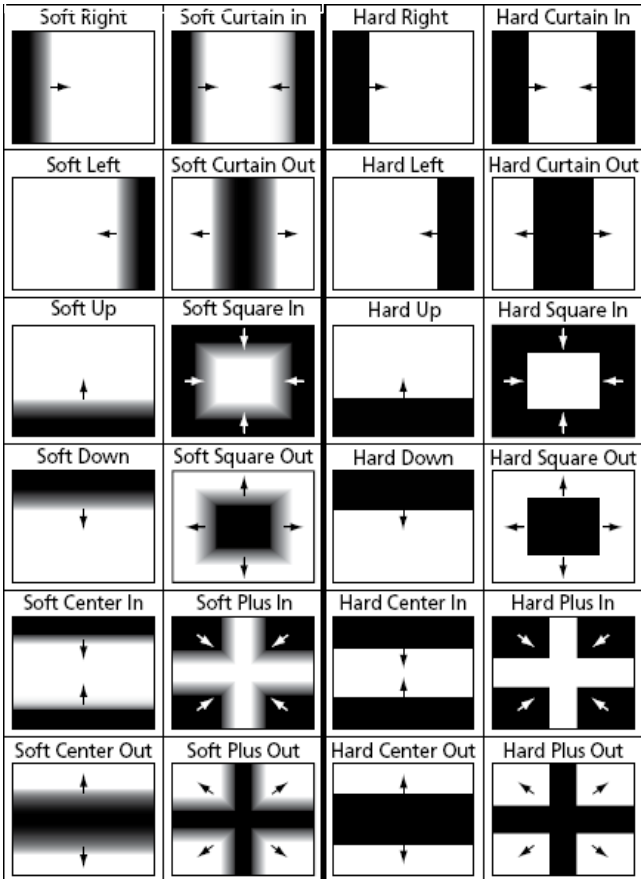 Soft Right Soft Curtain In Hard Right Hard Curtain In
Soft Left Soft Curtain Out Hard Left Hard Curtain Out
Soft Up Soft Square In Hard Up Hard Square In
Soft Down Soft Square Out Hard Down Hard Square Out
Soft Center In Soft Plus In Hard Center In Hard Plus In
Soft Center Out Soft Plus Out Hard Center Out Hard Plus Out